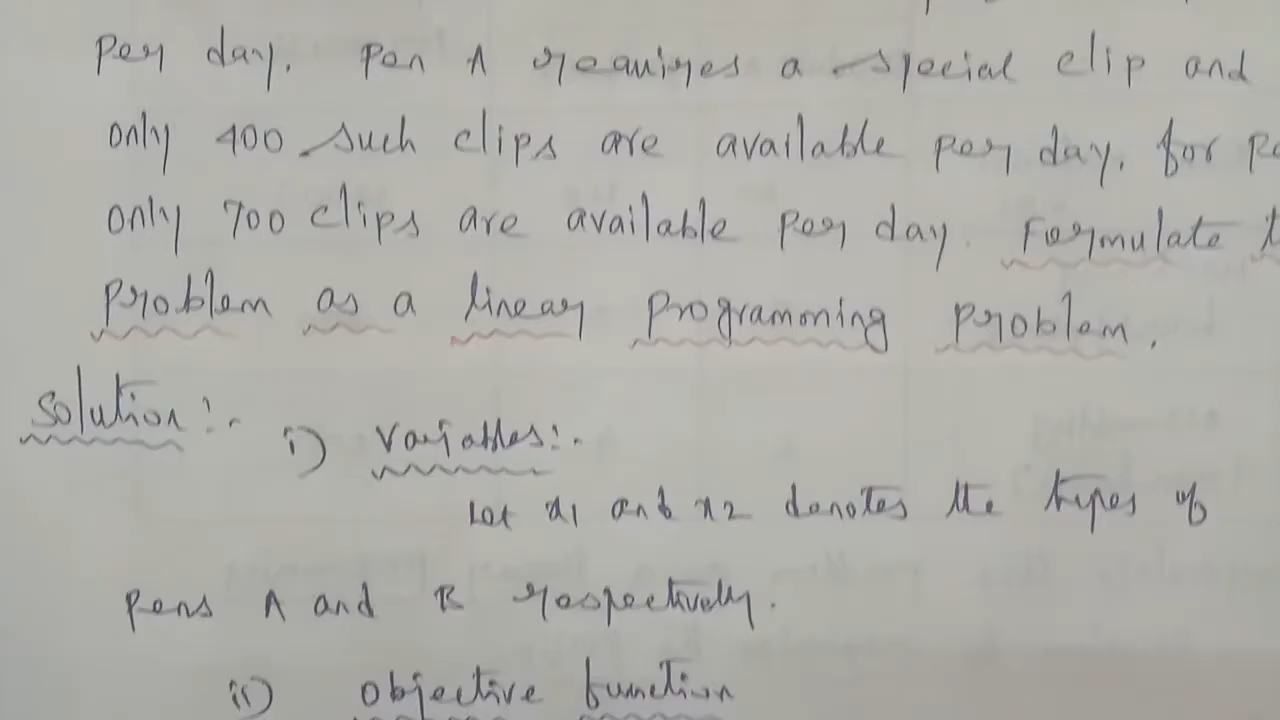 per day. Pen A requires a special clip and
only 400 such clips are available per day. for
only 700 clips are available per day. Formulate
problem as a linear programming problem.
Solution:-
i) Variables:-
Let x1 and x2 denotes the types of
pens A and B respectively.
ii) objective function